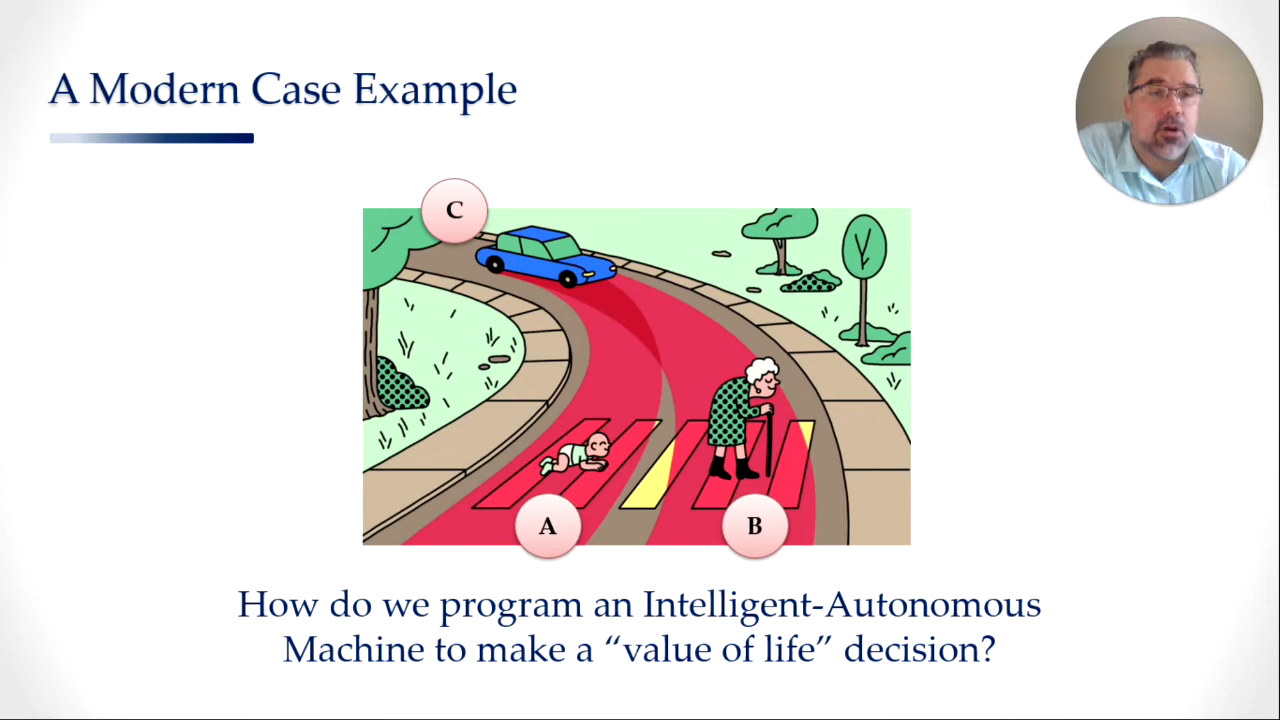 A Modern Case Example
C
A
B
How do we program an Intelligent-Autonomous
Machine to make a “value of life” decision?